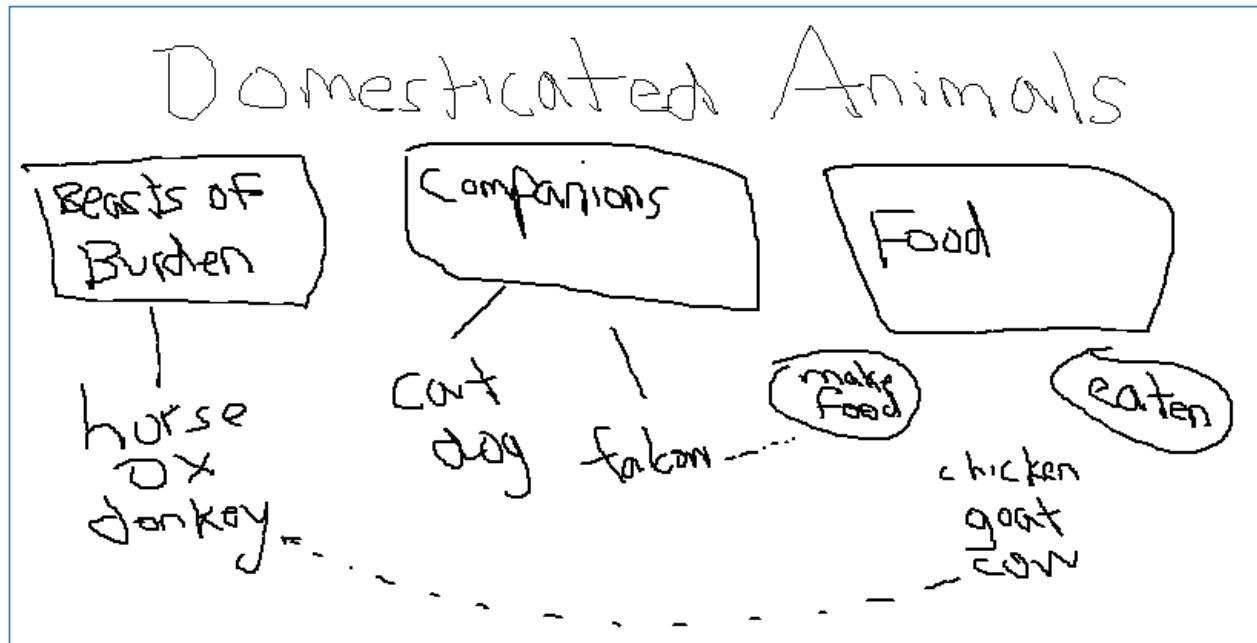 Domesticated Animals
Beasts of
Burden
Companions
Food
horse
ox
donkey
cat
dog
falcon
make
food
eaten
chicken
goat
cow